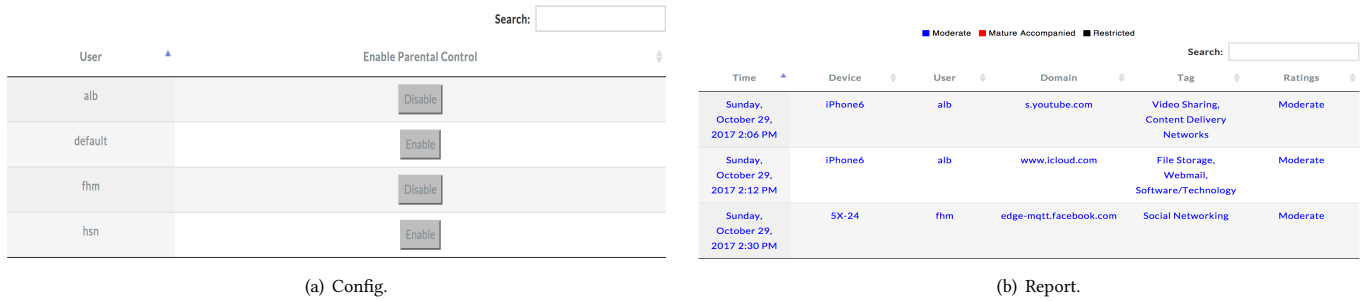 Search:
User Enable Parental Control
alb Disable
default Enable
fhm Disable
hsn Enable
(a) Config.
Moderate Mature Accompanied Restricted
Search:
Time Device User Domain Tag Ratings
Sunday, iPhone6 alb s.youtube.com Video Sharing, Moderate
October 29, Content Delivery
2017 2:06 PM Networks
Sunday, iPhone6 alb www.icloud.com File Storage, Moderate
October 29, Webmail,
2017 2:12 PM Software/Technology
Sunday, 5X-24 fhm edge-mqtt.facebook.com Social Networking Moderate
October 29,
2017 2:30 PM
(b) Report.